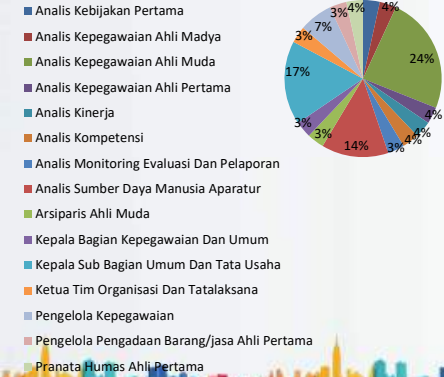 Analis Kebijakan Pertama
Analis Kepegawaian Ahli Madya
Analis Kepegawaian Ahli Muda
Analis Kepegawaian Ahli Pertama
Analis Kinerja
Analis Kompetensi
Analis Monitoring Evaluasi Dan Pelaporan
Analis Sumber Daya Manusia Aparatur
Arsiparis Ahli Muda
Kepala Bagian Kepegawaian Dan Umum
Kepala Sub Bagian Umum Dan Tata Usaha
Ketua Tim Organisasi Dan Tatalaksana
Pengelola Kepegawaian
Pengelola Pengadaan Barang/jasa Ahli Pertama
Pranata Humas Ahli Pertama
4%
24%
4%
4%
4%
3%
14%
3%
3%
17%
3%
7%
3%
4%